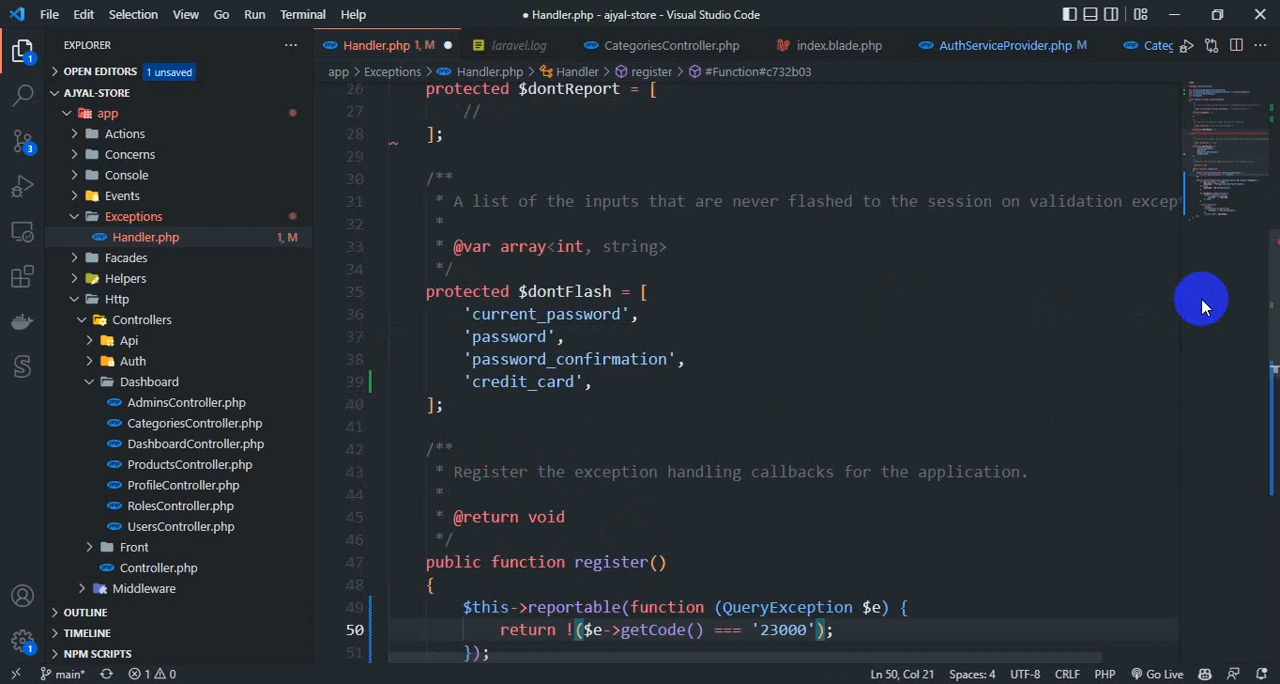 File Edit Selection View Go Run Terminal Help
● Handler.php - ajyal-store - Visual Studio Code
EXPLORER
OPEN EDITORS 1 unsaved
AJYAL-STORE
app
Actions
Concerns
Console
Events
Exceptions
Handler.php 1, M
Facades
Helpers
Http
Controllers
Api
Auth
Dashboard
AdminsController.php
CategoriesController.php
DashboardController.php
ProductsController.php
ProfileController.php
RolesController.php
UsersController.php
Front
Controller.php
Middleware
OUTLINE
TIMELINE
NPM SCRIPTS
Handler.php 1, M ● laravel.log CategoriesController.php index.blade.php AuthServiceProvider.php M Categ
app > Exceptions > Handler.php > Handler > register > #Function#c732b03
26 protected $dontReport = [
27 //
28 ];
29
30 /**
31 * A list of the inputs that are never flashed to the session on validation excep
32 *
33 * @var array<int, string>
34 */
35 protected $dontFlash = [
36 'current_password',
37 'password',
38 'password_confirmation',
39 'credit_card',
40 ];
41
42 /**
43 * Register the exception handling callbacks for the application.
44 *
45 * @return void
46 */
47 public function register()
48 {
49 $this->reportable(function (QueryException $e) {
50 return !($e->getCode() === '23000');
51 });
1
3
1
main* 1 0 Ln 50, Col 21 Spaces: 4 UTF-8 CRLF PHP Go Live